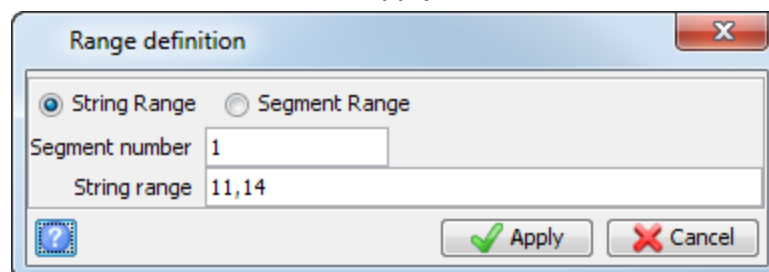 Range definition
String Range Segment Range
Segment number 1
String range 11,14
? Apply Cancel